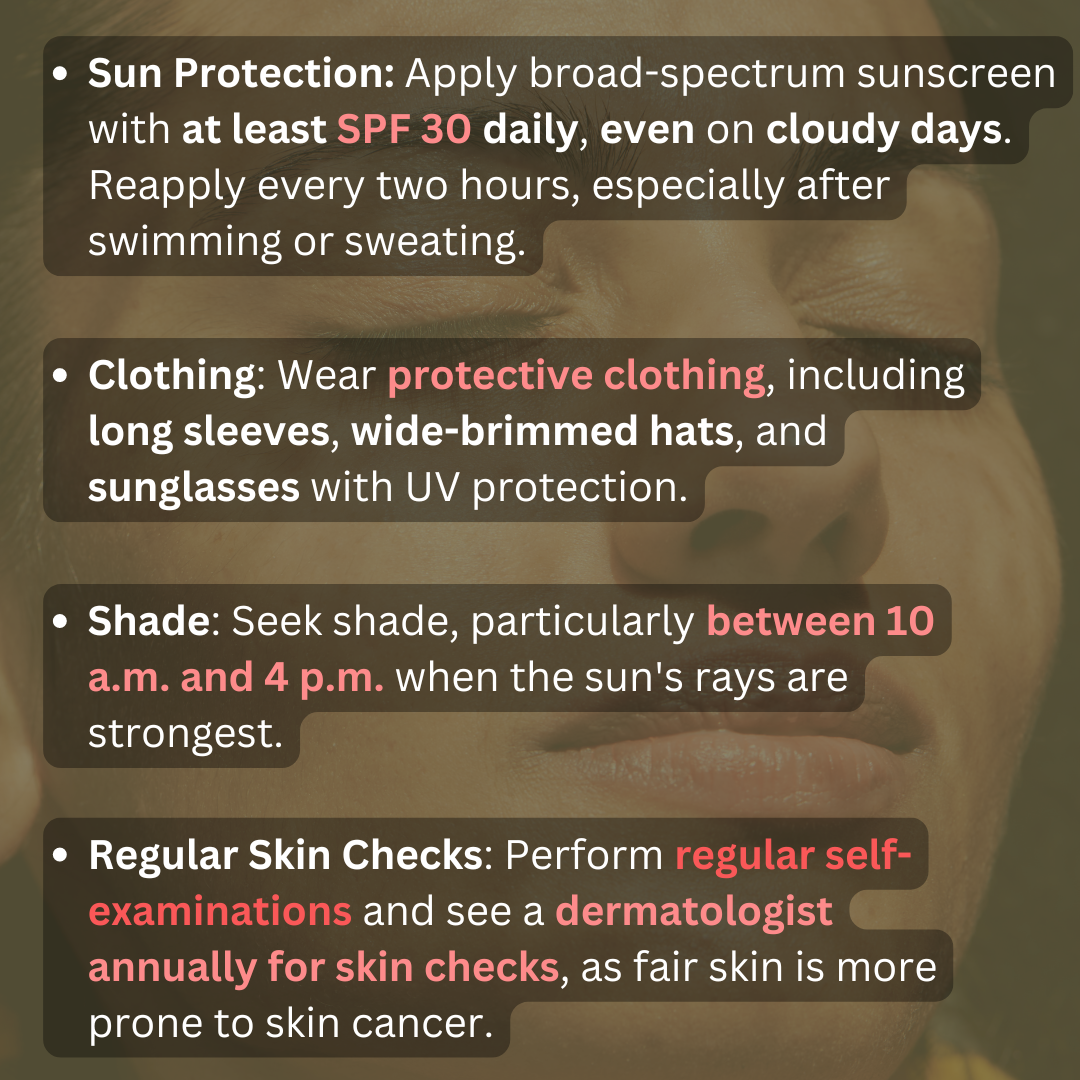 • Sun Protection: Apply broad-spectrum sunscreen
with at least SPF 30 daily, even on cloudy days.
Reapply every two hours, especially after
swimming or sweating.
• Clothing: Wear protective clothing, including
long sleeves, wide-brimmed hats, and
sunglasses with UV protection.
• Shade: Seek shade, particularly between 10
a.m. and 4 p.m. when the sun's rays are
strongest.
• Regular Skin Checks: Perform regular self-
examinations and see a dermatologist
annually for skin checks, as fair skin is more
prone to skin cancer.